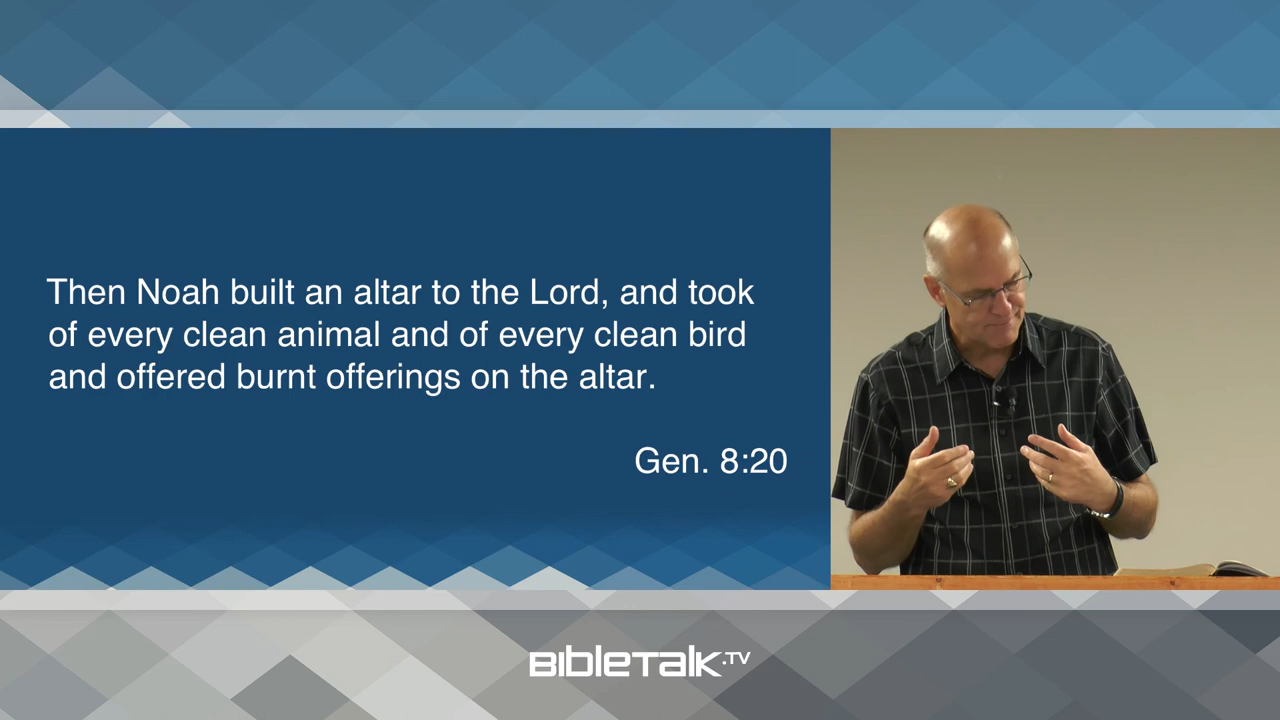 Then Noah built an altar to the Lord, and took
of every clean animal and of every clean bird
and offered burnt offerings on the altar.
Gen. 8:20
BibleTalk.TV